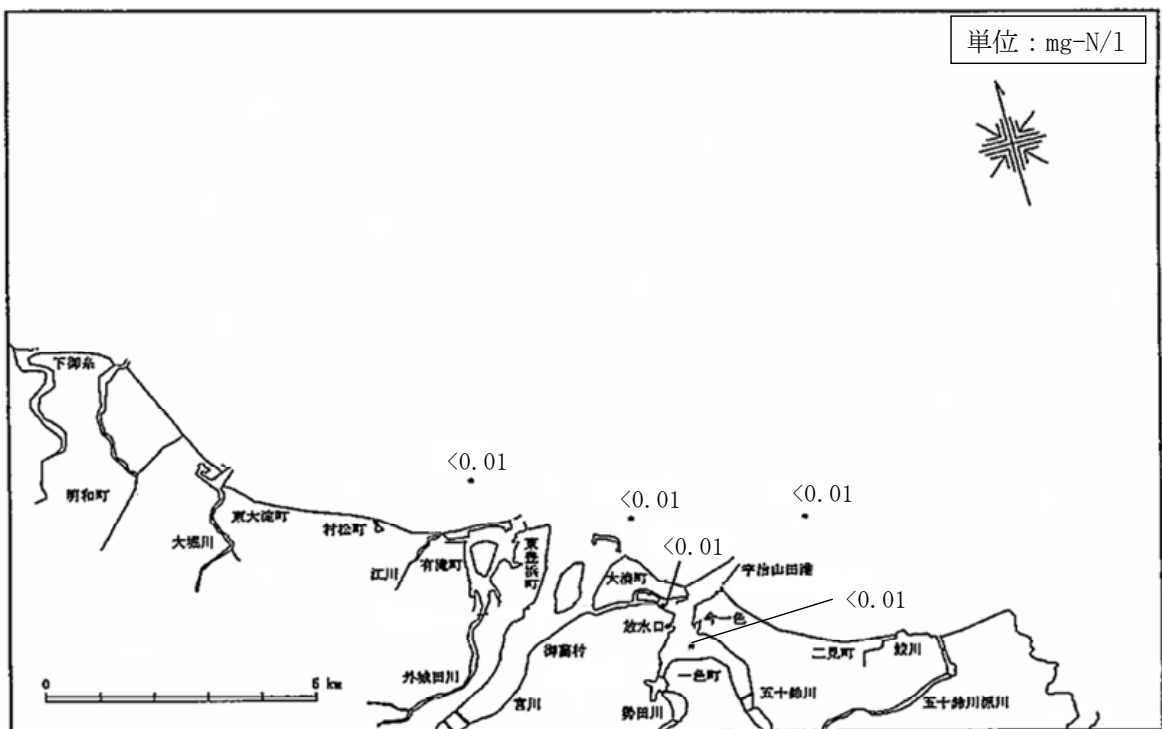 単位：mg-N/l
下御糸
<0.01
<0.01
<0.01
明和町
東大淀町
村松町
大堀川
江川
有滝町
東豊浜町
大湊町
<0.01
宇治山田港
<0.01
放水口
今一色
御薗村
二見町
外城田川
宮川
一色町
五十鈴川
勢田川
五十鈴川派川
0
5 km